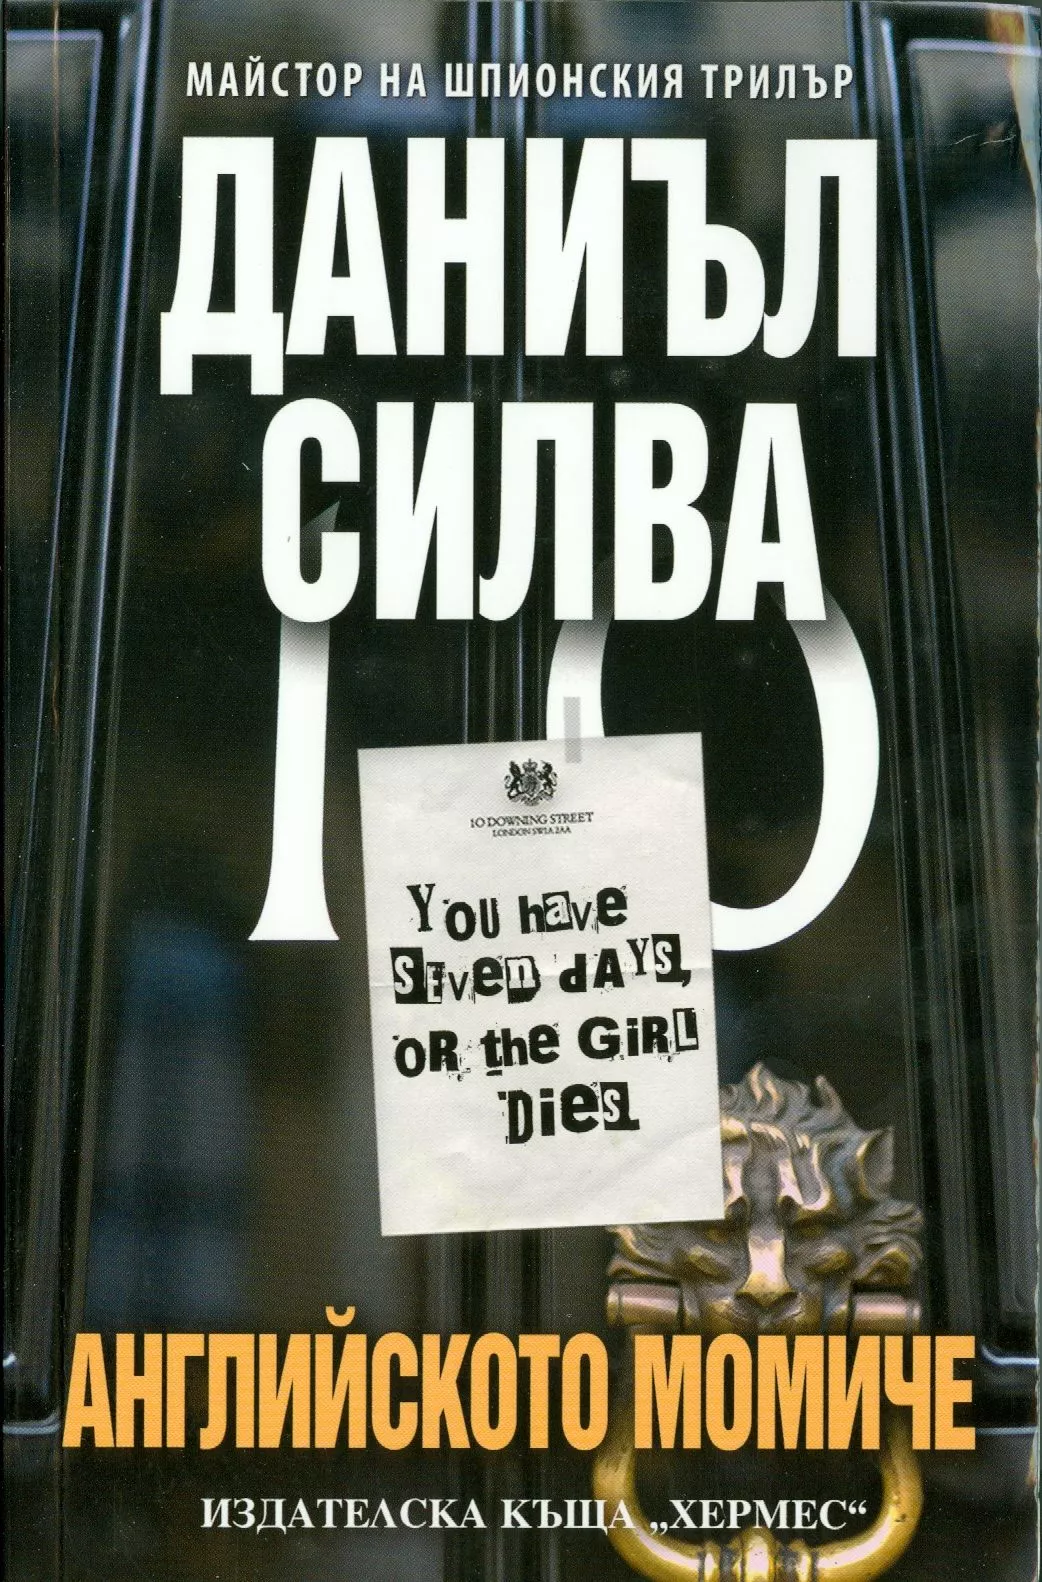 МАЙСТОР НА ШПИОНСКИЯ ТРИЛЪР
ДАНИЪЛ
СИЛВА
10
10 DOWNING STREET
LONDON SW1A 2AA
You have
seven dAYs,
OR the GiRL
Dies.
АНГЛИЙСКОТО МОМИЧЕ
ИЗДАТЕЛСКА КЪЩА „ХЕРМЕС“